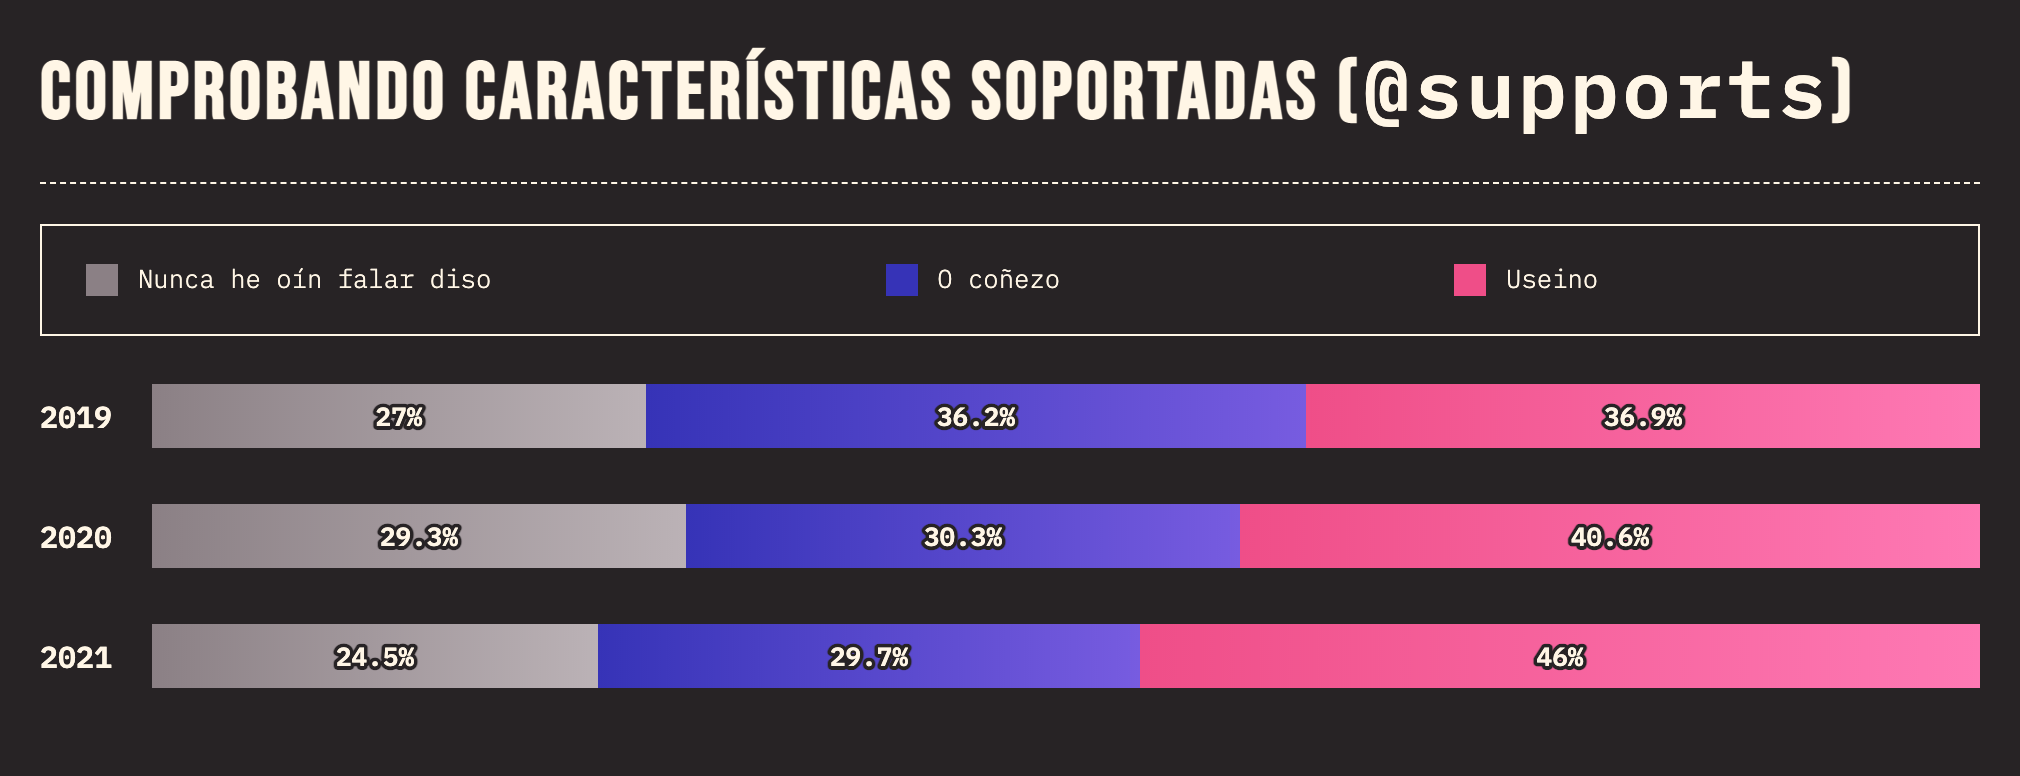 COMPROBANDO CARACTERÍSTICAS SOPORTADAS (@supports)
Nunca he oín falar diso O coñezo Useino
2019 27% 36.2% 36.9%
2020 29.3% 30.3% 40.6%
2021 24.5% 29.7% 46%